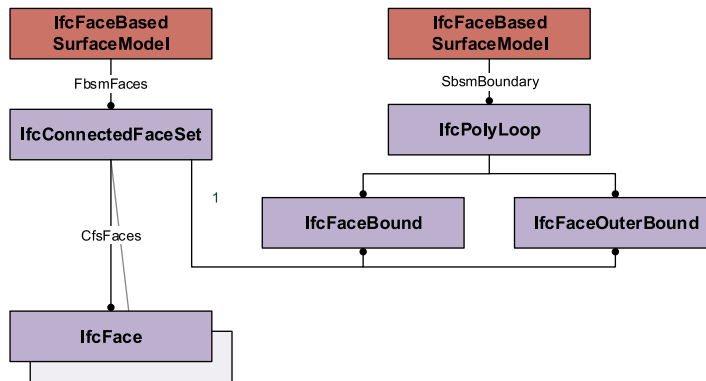 IfcFaceBased
SurfaceModel
IfcFaceBased
SurfaceModel
FbsmFaces
SbsmBoundary
IfcConnectedFaceSet
IfcPolyLoop
1
IfcFaceBound
IfcFaceOuterBound
CfsFaces
IfcFace